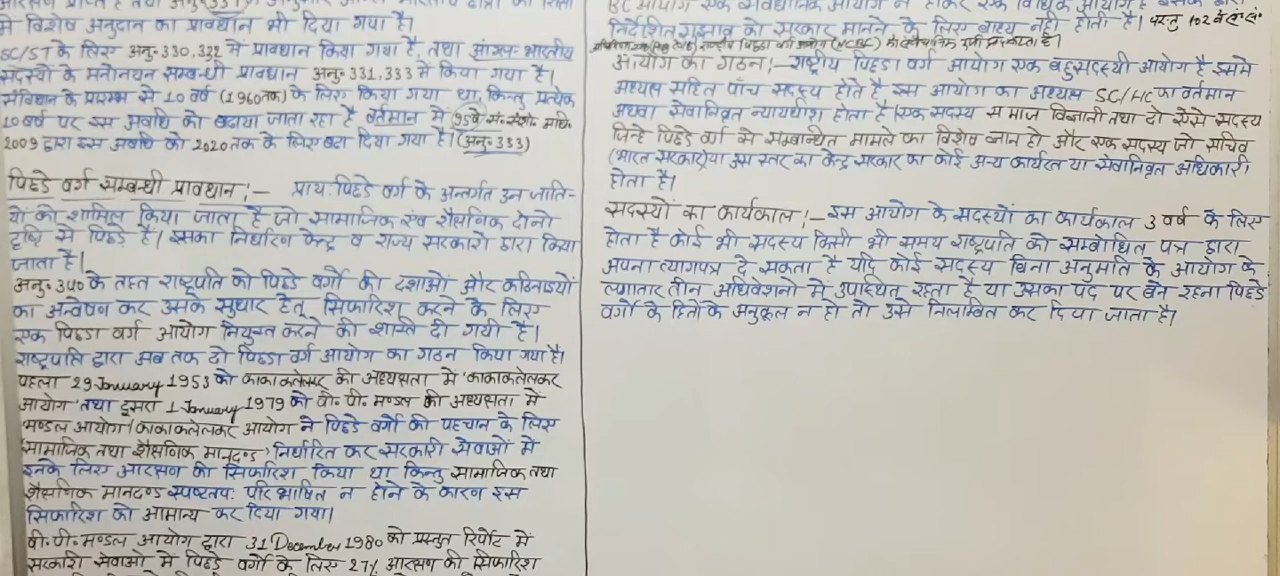 में विशेष अनुदान का प्रावधान भी दिया गया है।
SC/ST के लिए अनु॰ 330,332 में प्रावधान किया गया है, तथा आंग्ल-भारतीय
सदस्यों के मनोनयन सम्बन्धी प्रावधान अनु॰ 331,333 में किया गया है।
संविधान के प्रारम्भ से 10 वर्ष (1960 तक) के लिए किया गया था, किन्तु प्रत्येक
10 वर्ष पर इस अवधि को बढाया जाता रहा है वर्तमान में 95वे सं॰ संशो॰ अधि॰
2009 द्वारा इस अवधि को 2020 तक के लिए बढा दिया गया है। (अनु॰ 333)
पिछडे वर्ग सम्बन्धी प्रावधान :— प्रायः पिछडे वर्ग के अन्तर्गत उन जाति-
यों को शामिल किया जाता है जो सामाजिक एवं शैक्षणिक दोनो
दृष्टि से पिछडे है। इसका निर्धारण केन्द्र व राज्य सरकारो द्वारा किया
जाता है।
अनु॰ 340 के तहत राष्ट्रपति को पिछडे वर्गो की दशाओं और कठिनाइयों
का अन्वेषण कर उसके सुधार हेतु सिफारिश करने के लिए
एक पिछडा वर्ग आयोग नियुक्त करने की शक्ति दी गयी है।
राष्ट्रपति द्वारा अब तक दो पिछडा वर्ग आयोग का गठन किया गया है।
पहला 29 January 1953 को काका कलेलकर की अध्यक्षता में 'काकाकलेलकर
आयोग' तथा दूसरा 1 January 1979 को वी॰ पी॰ मण्डल की अध्यक्षता में
'मण्डल आयोग'। काकाकलेलकर आयोग ने पिछडे वर्गो की पहचान के लिए
'सामाजिक तथा शैक्षणिक मानदण्ड' निर्धारित कर सरकारी सेवाओं में
इनके लिए आरक्षण की सिफारिश किया था किन्तु सामाजिक तथा
शैक्षणिक मानदण्ड स्पष्टतयः परिभाषित न होने के कारण इस
सिफारिश को अमान्य कर दिया गया।
वी॰ पी॰ मण्डल आयोग द्वारा 31 December 1980 को प्रस्तुत रिपोर्ट में
सरकारी सेवाओ में पिछडे वर्गो के लिए 27% आरक्षण की सिफारिश
BC आयोग एक संवैधानिक आयोग न होकर एक विधिक आयोग है
निर्देशित सुझाव को सरकार मानने के लिए बाध्य नही होती है। परन्तु 102 वे सं॰ सं॰
आयोग का गठन :— राष्ट्रीय पिछडा वर्ग आयोग एक बहुसदस्यी आयोग है इसमे
अध्यक्ष सहित पाँच सदस्य होते है इस आयोग का अध्यक्ष SC/HC का वर्तमान
अथवा सेवानिवृत न्यायधीश होता है। एक सदस्य समाज विज्ञानी तथा दो ऐसे सदस्य
जिन्हे पिछडे वर्ग से सम्बन्धित मामले का विशेष ज्ञान हो और एक सदस्य जो सचिव
(भारत सरकार) या उस स्तर का केन्द्र सरकार का कोई अन्य कार्यरत या सेवानिवृत अधिकारी
होता है।
सदस्यों का कार्यकाल :— इस आयोग के सदस्यों का कार्यकाल 3 वर्ष के लिए
होता है कोई भी सदस्य किसी भी समय राष्ट्रपति को सम्बोधित पत्र द्वारा
अपना त्यागपत्र दे सकता है यदि कोई सदस्य बिना अनुमति के आयोग के
लगातार तीन अधिवेशनो में उपस्थित रहता है या उसका पद पर बने रहना पिछडे
वर्गो के हितों के अनुकूल न हो तो उसे निलम्बित कर दिया जाता है।